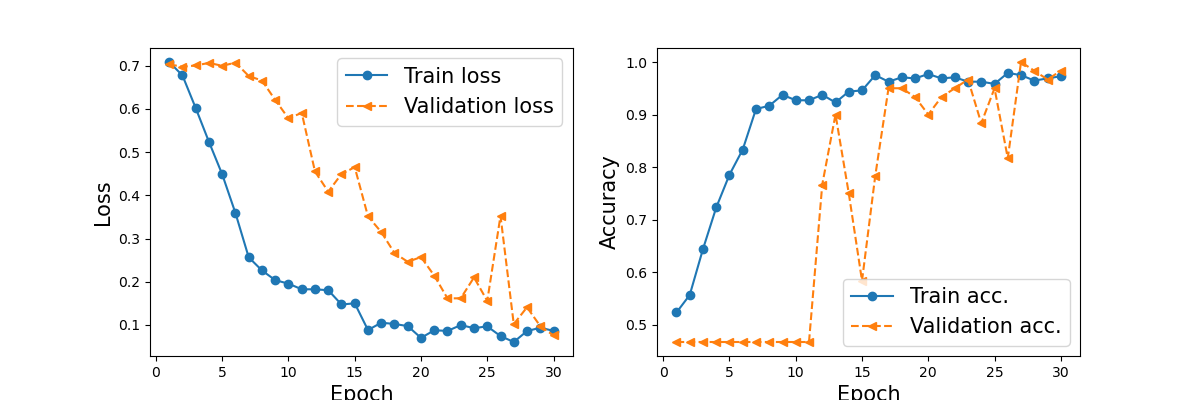 0.7
0.6
0.5
0.4
0.3
0.2
0.1
Loss
0 5 10 15 20 25 30
Epoch
Train loss
Validation loss
1.0
0.9
0.8
0.7
0.6
0.5
Accuracy
0 5 10 15 20 25 30
Epoch
Train acc.
Validation acc.